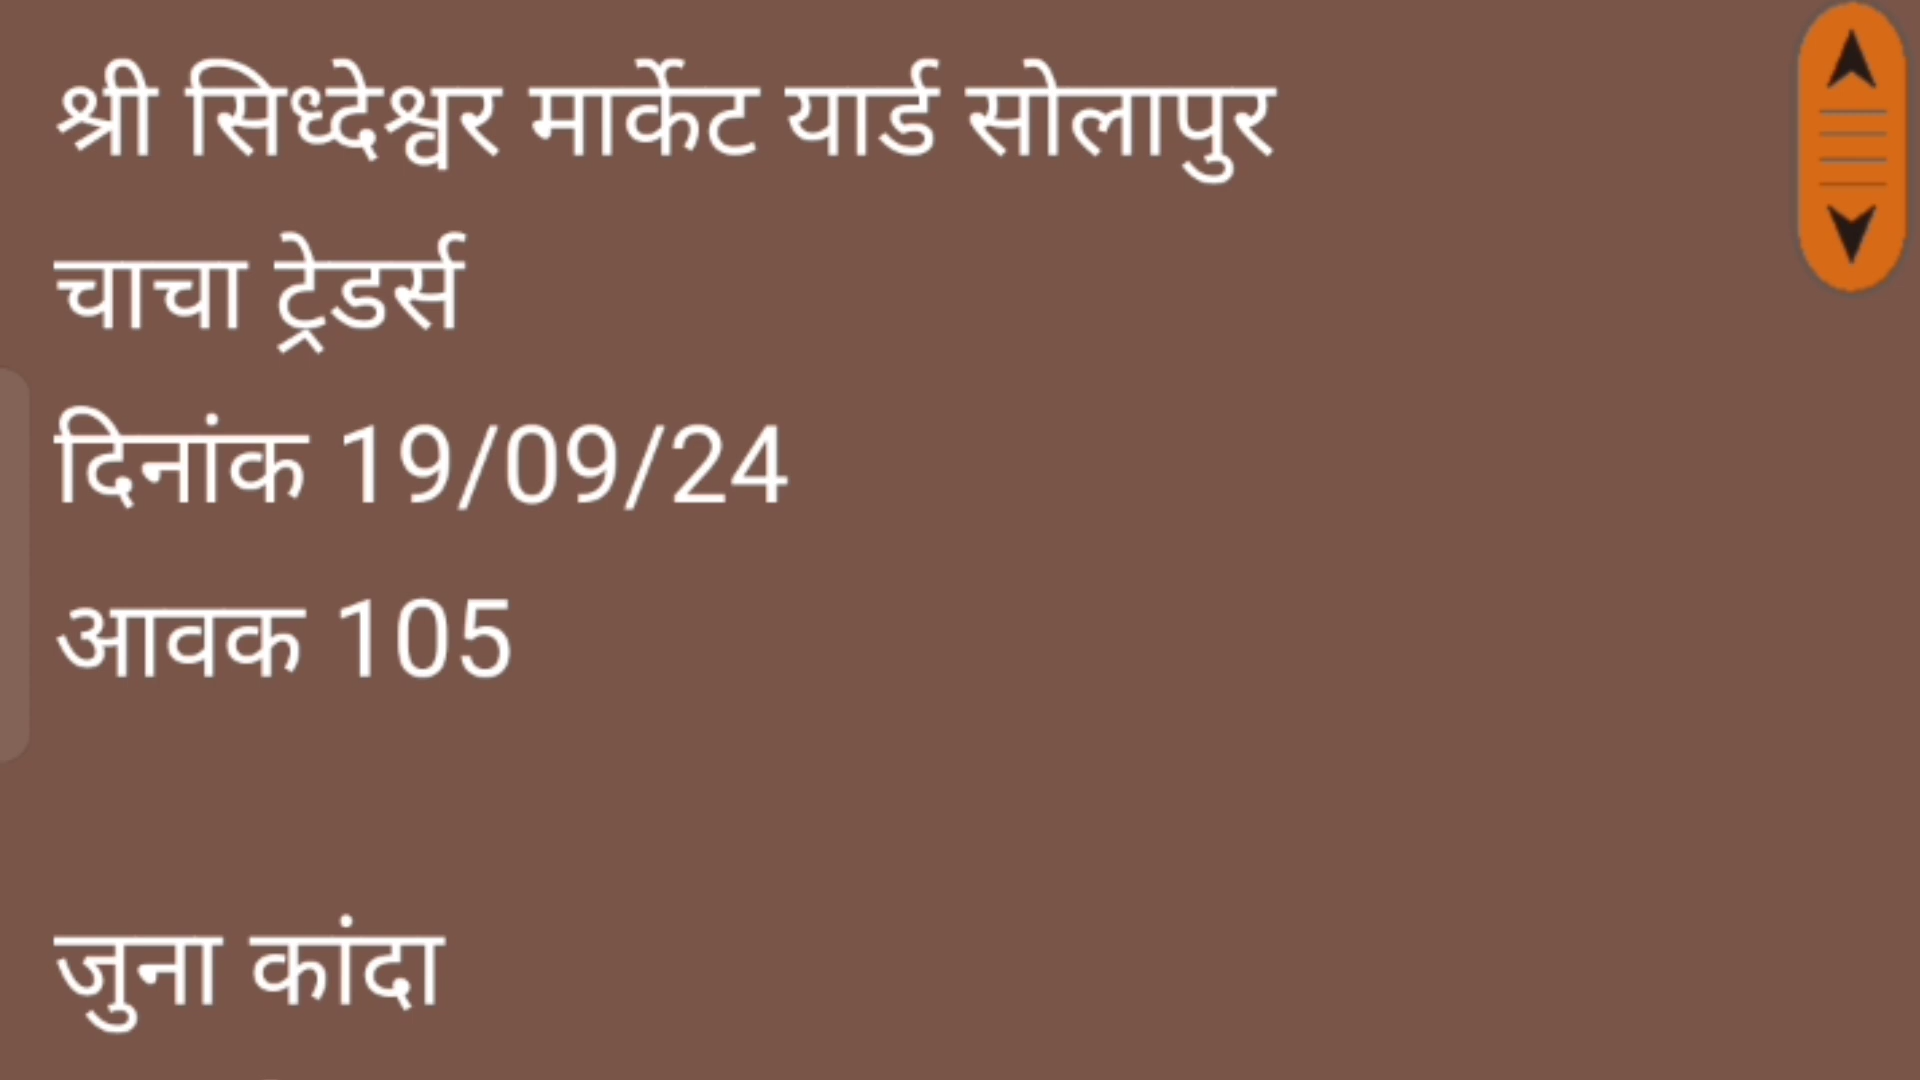 श्री सिध्देश्वर मार्केट यार्ड सोलापुर
चाचा ट्रेडर्स
दिनांक 19/09/24
आवक 105
जुना कांदा